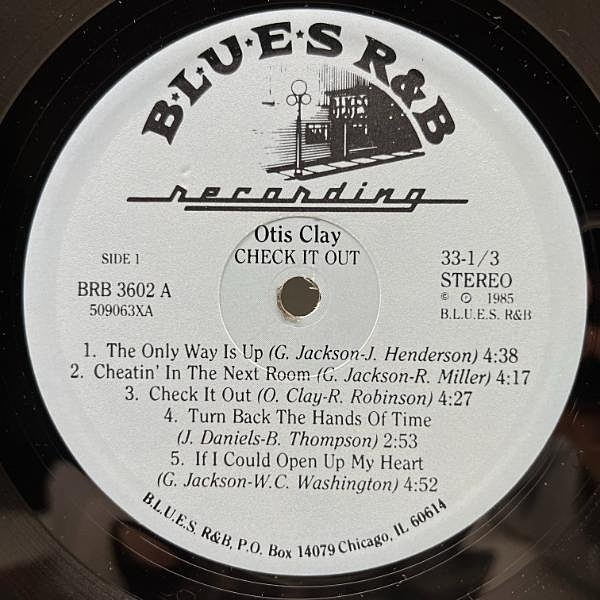 B·L·U·E·S R&B
recording
Otis Clay
CHECK IT OUT
SIDE 1
BRB 3602 A
509063XA
33-1/3
STEREO
© ℗ 1985
B.L.U.E.S. R&B
1. The Only Way Is Up (G. Jackson-J. Henderson) 4:38
2. Cheatin' In The Next Room (G. Jackson-R. Miller) 4:17
3. Check It Out (O. Clay-R. Robinson) 4:27
4. Turn Back The Hands Of Time
(J. Daniels-B. Thompson) 2:53
5. If I Could Open Up My Heart
(G. Jackson-W.C. Washington) 4:52
B.L.U.E.S. R&B, P.O. Box 14079 Chicago, IL 60614